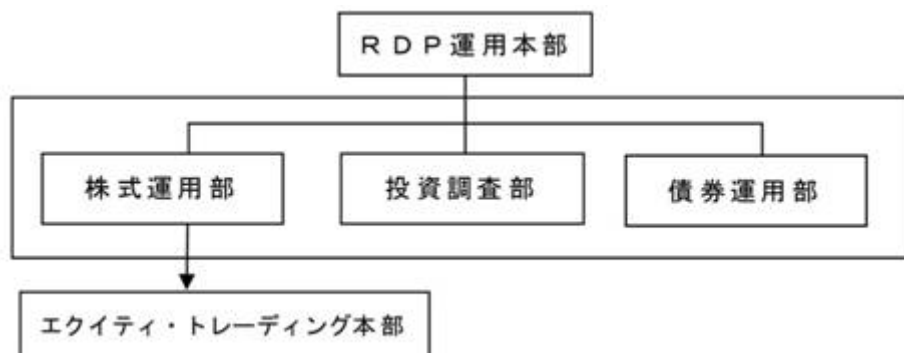 ＲＤＰ運用本部
株式運用部
投資調査部
債券運用部
エクイティ・トレーディング本部